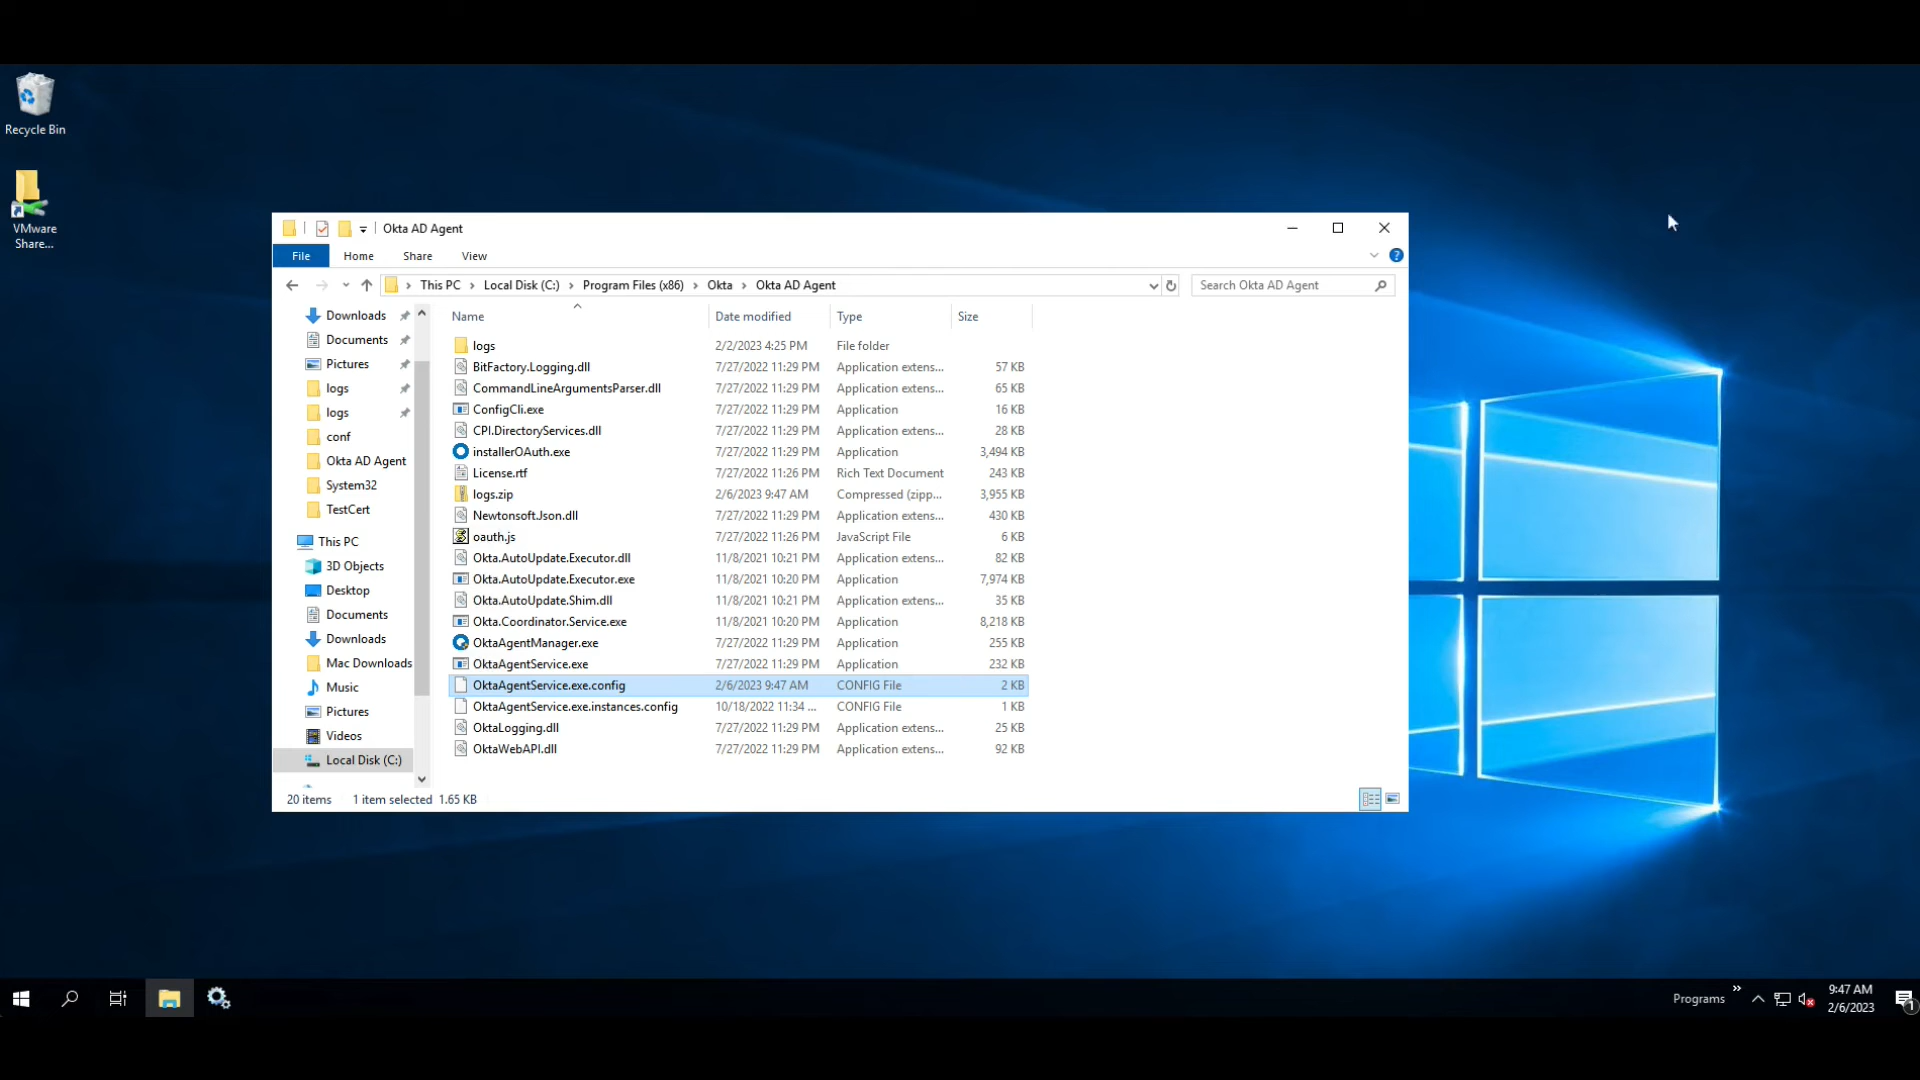 Recycle Bin
VMware
Share...
Okta AD Agent
File Home Share View
This PC Local Disk (C:) Program Files (x86) Okta Okta AD Agent
Search Okta AD Agent
Downloads
Documents
Pictures
logs
logs
conf
Okta AD Agent
System32
TestCert
This PC
3D Objects
Desktop
Documents
Downloads
Mac Downloads
Music
Pictures
Videos
Local Disk (C:)
Name Date modified Type Size
logs 2/2/2023 4:25 PM File folder
BitFactory.Logging.dll 7/27/2022 11:29 PM Application extens... 57 KB
CommandLineArgumentsParser.dll 7/27/2022 11:29 PM Application extens... 65 KB
ConfigCli.exe 7/27/2022 11:29 PM Application 16 KB
CPI.DirectoryServices.dll 7/27/2022 11:29 PM Application extens... 28 KB
installerOAuth.exe 7/27/2022 11:29 PM Application 3,494 KB
License.rtf 7/27/2022 11:26 PM Rich Text Document 243 KB
logs.zip 2/6/2023 9:47 AM Compressed (zipp... 3,955 KB
Newtonsoft.Json.dll 7/27/2022 11:29 PM Application extens... 430 KB
oauth.js 7/27/2022 11:26 PM JavaScript File 6 KB
Okta.AutoUpdate.Executor.dll 11/8/2021 10:21 PM Application extens... 82 KB
Okta.AutoUpdate.Executor.exe 11/8/2021 10:20 PM Application 7,974 KB
Okta.AutoUpdate.Shim.dll 11/8/2021 10:21 PM Application extens... 35 KB
Okta.Coordinator.Service.exe 11/8/2021 10:20 PM Application 8,218 KB
OktaAgentManager.exe 7/27/2022 11:29 PM Application 255 KB
OktaAgentService.exe 7/27/2022 11:29 PM Application 232 KB
OktaAgentService.exe.config 2/6/2023 9:47 AM CONFIG File 2 KB
OktaAgentService.exe.instances.config 10/18/2022 11:34 ... CONFIG File 1 KB
OktaLogging.dll 7/27/2022 11:29 PM Application extens... 25 KB
OktaWebAPI.dll 7/27/2022 11:29 PM Application extens... 92 KB
20 items 1 item selected 1.65 KB
Programs
9:47 AM
2/6/2023
1